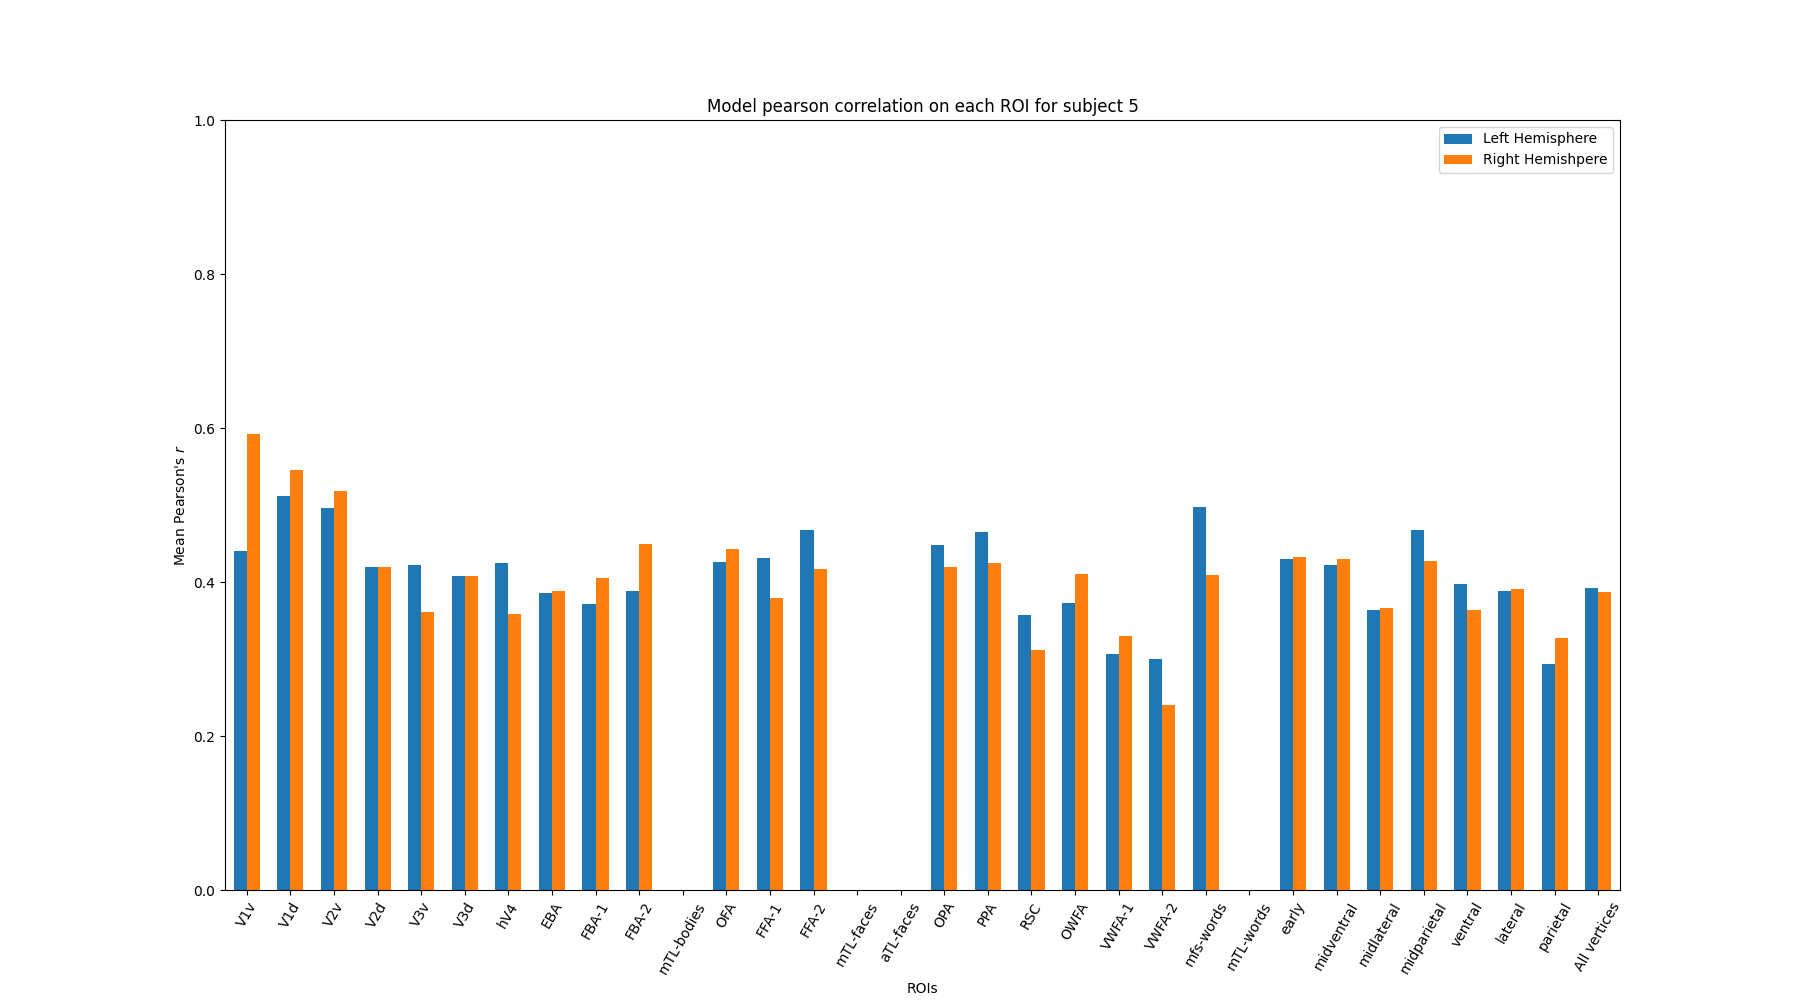 Model pearson correlation on each ROI for subject 5
1.0
0.8
0.6
0.4
0.2
0.0
Mean Pearson's r
Left Hemisphere
Right Hemishpere
V1v
V1d
V2v
V2d
V3v
V3d
hV4
EBA
FBA-1
FBA-2
mTL-bodies
OFA
FFA-1
FFA-2
mTL-faces
aTL-faces
OPA
PPA
RSC
OWFA
VWFA-1
VWFA-2
mfs-words
mTL-words
early
midventral
midlateral
midparietal
ventral
lateral
parietal
All vertices
ROIs